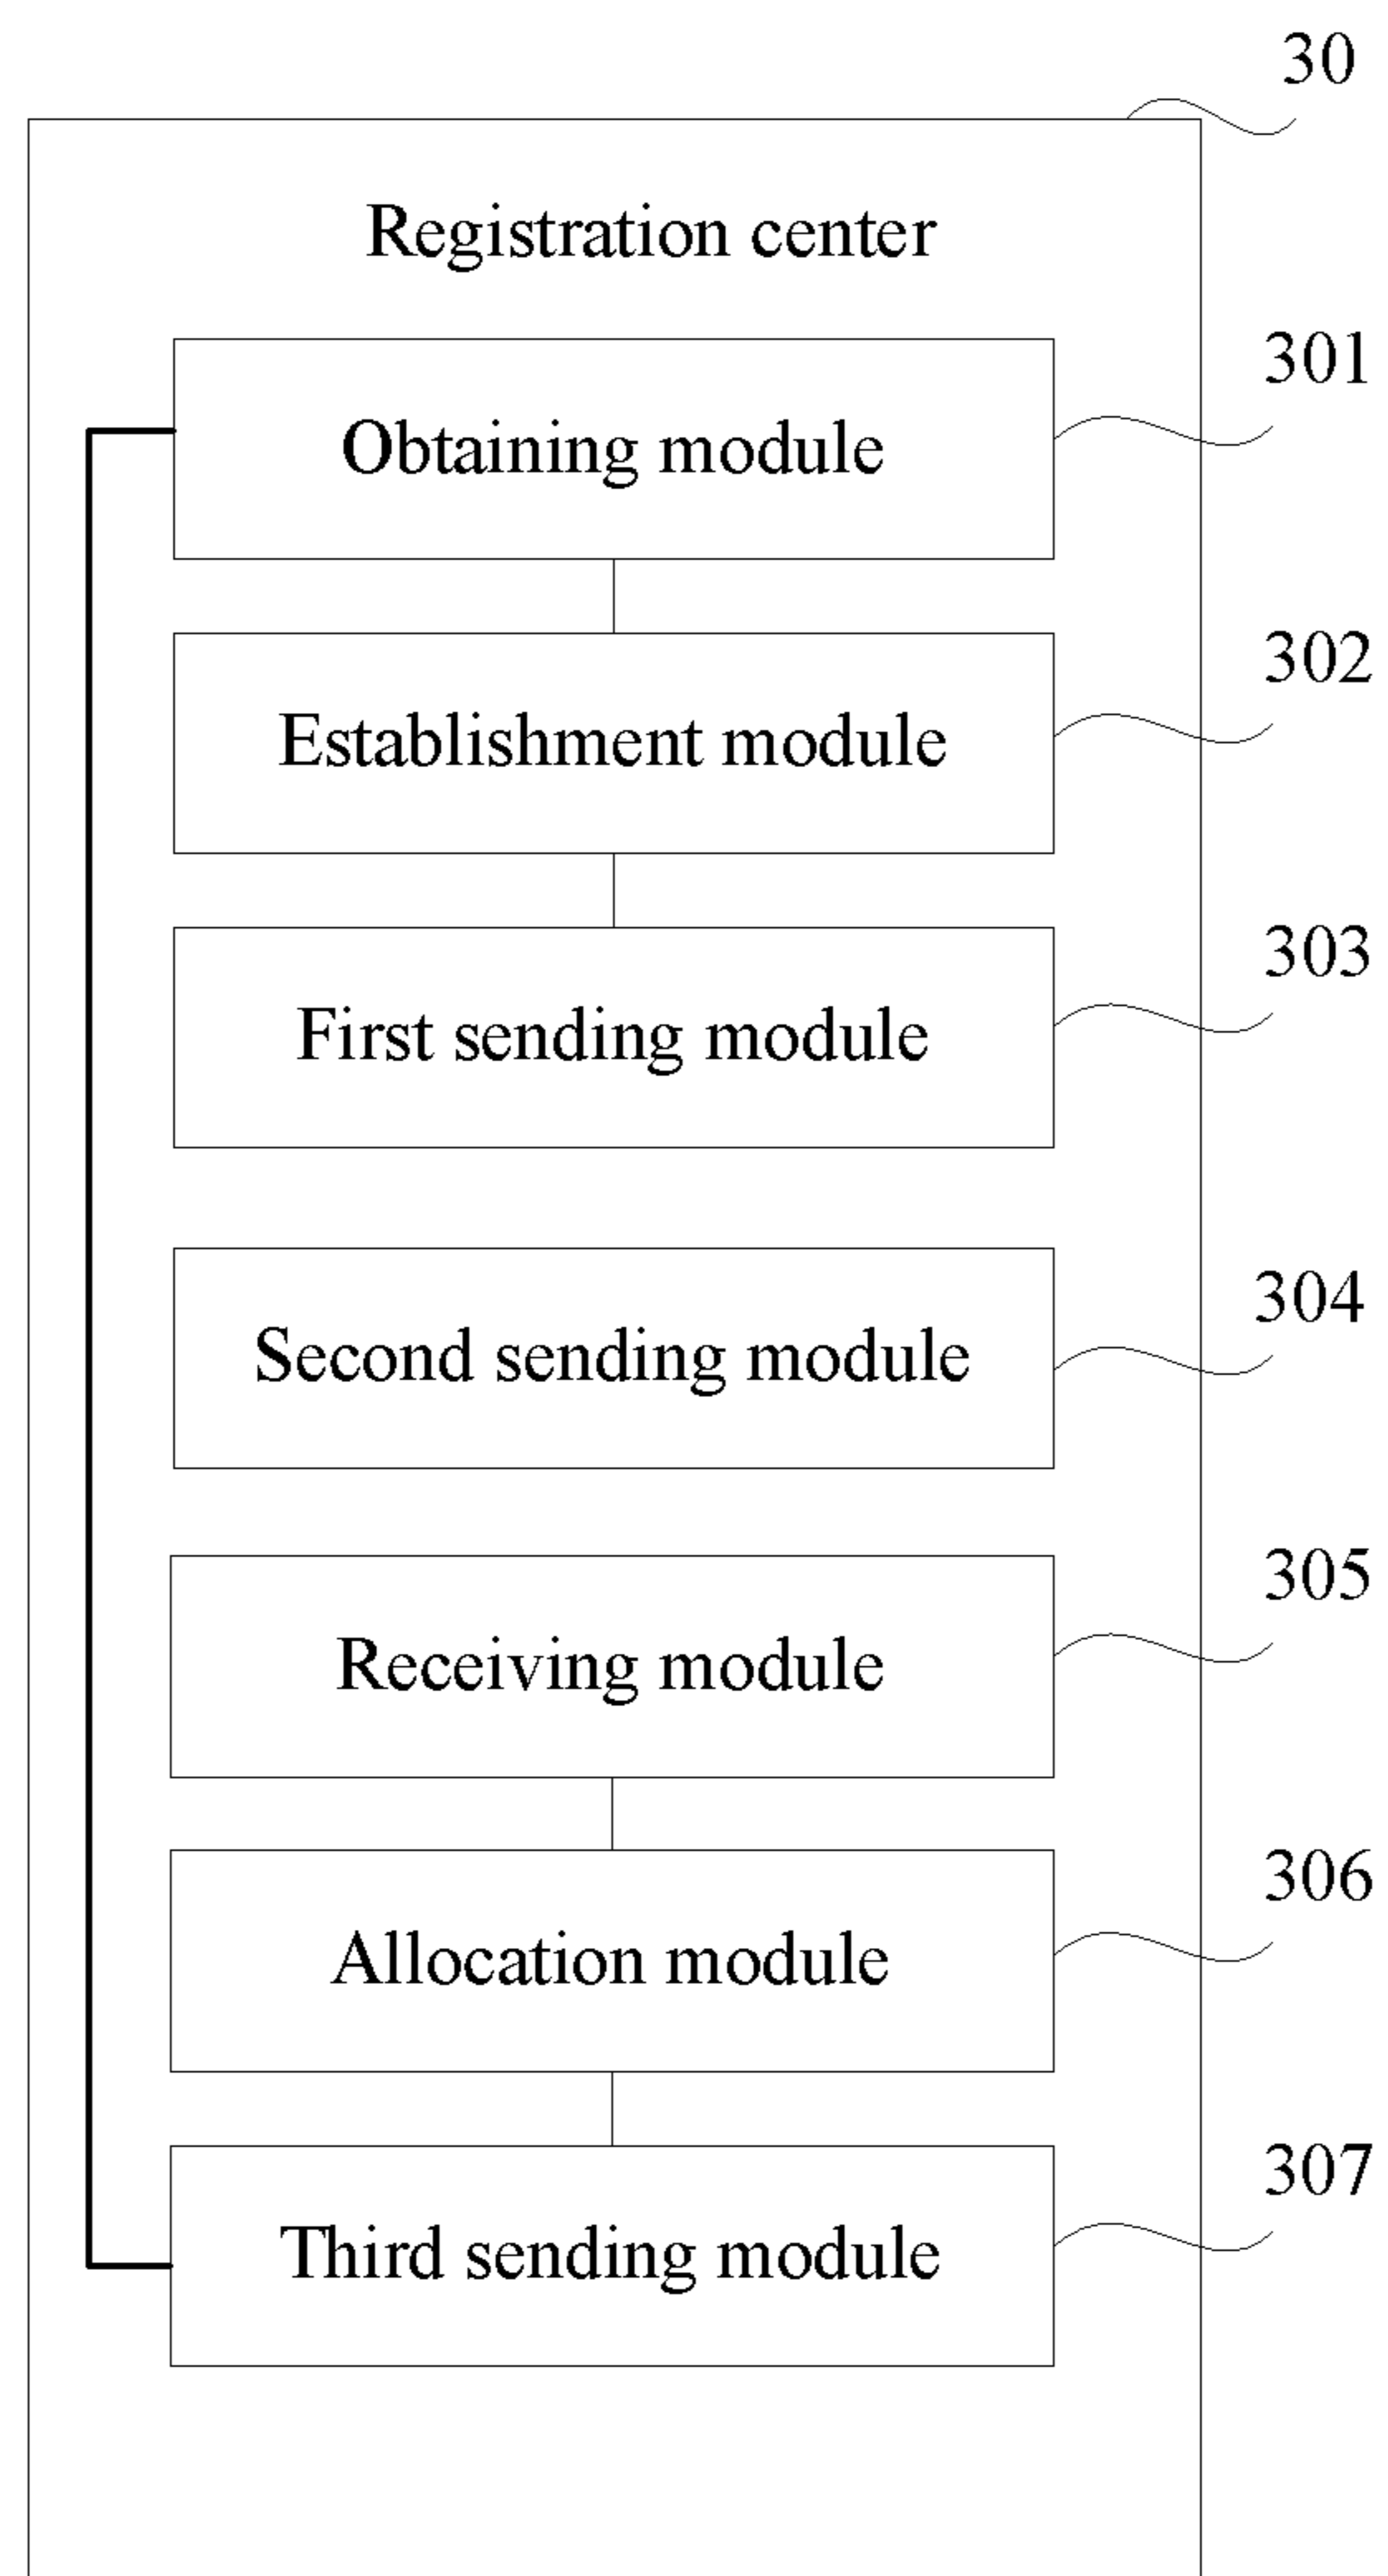 30
Registration center
301
Obtaining module
302
Establishment module
303
First sending module
304
Second sending module
305
Receiving module
306
Allocation module
307
Third sending module